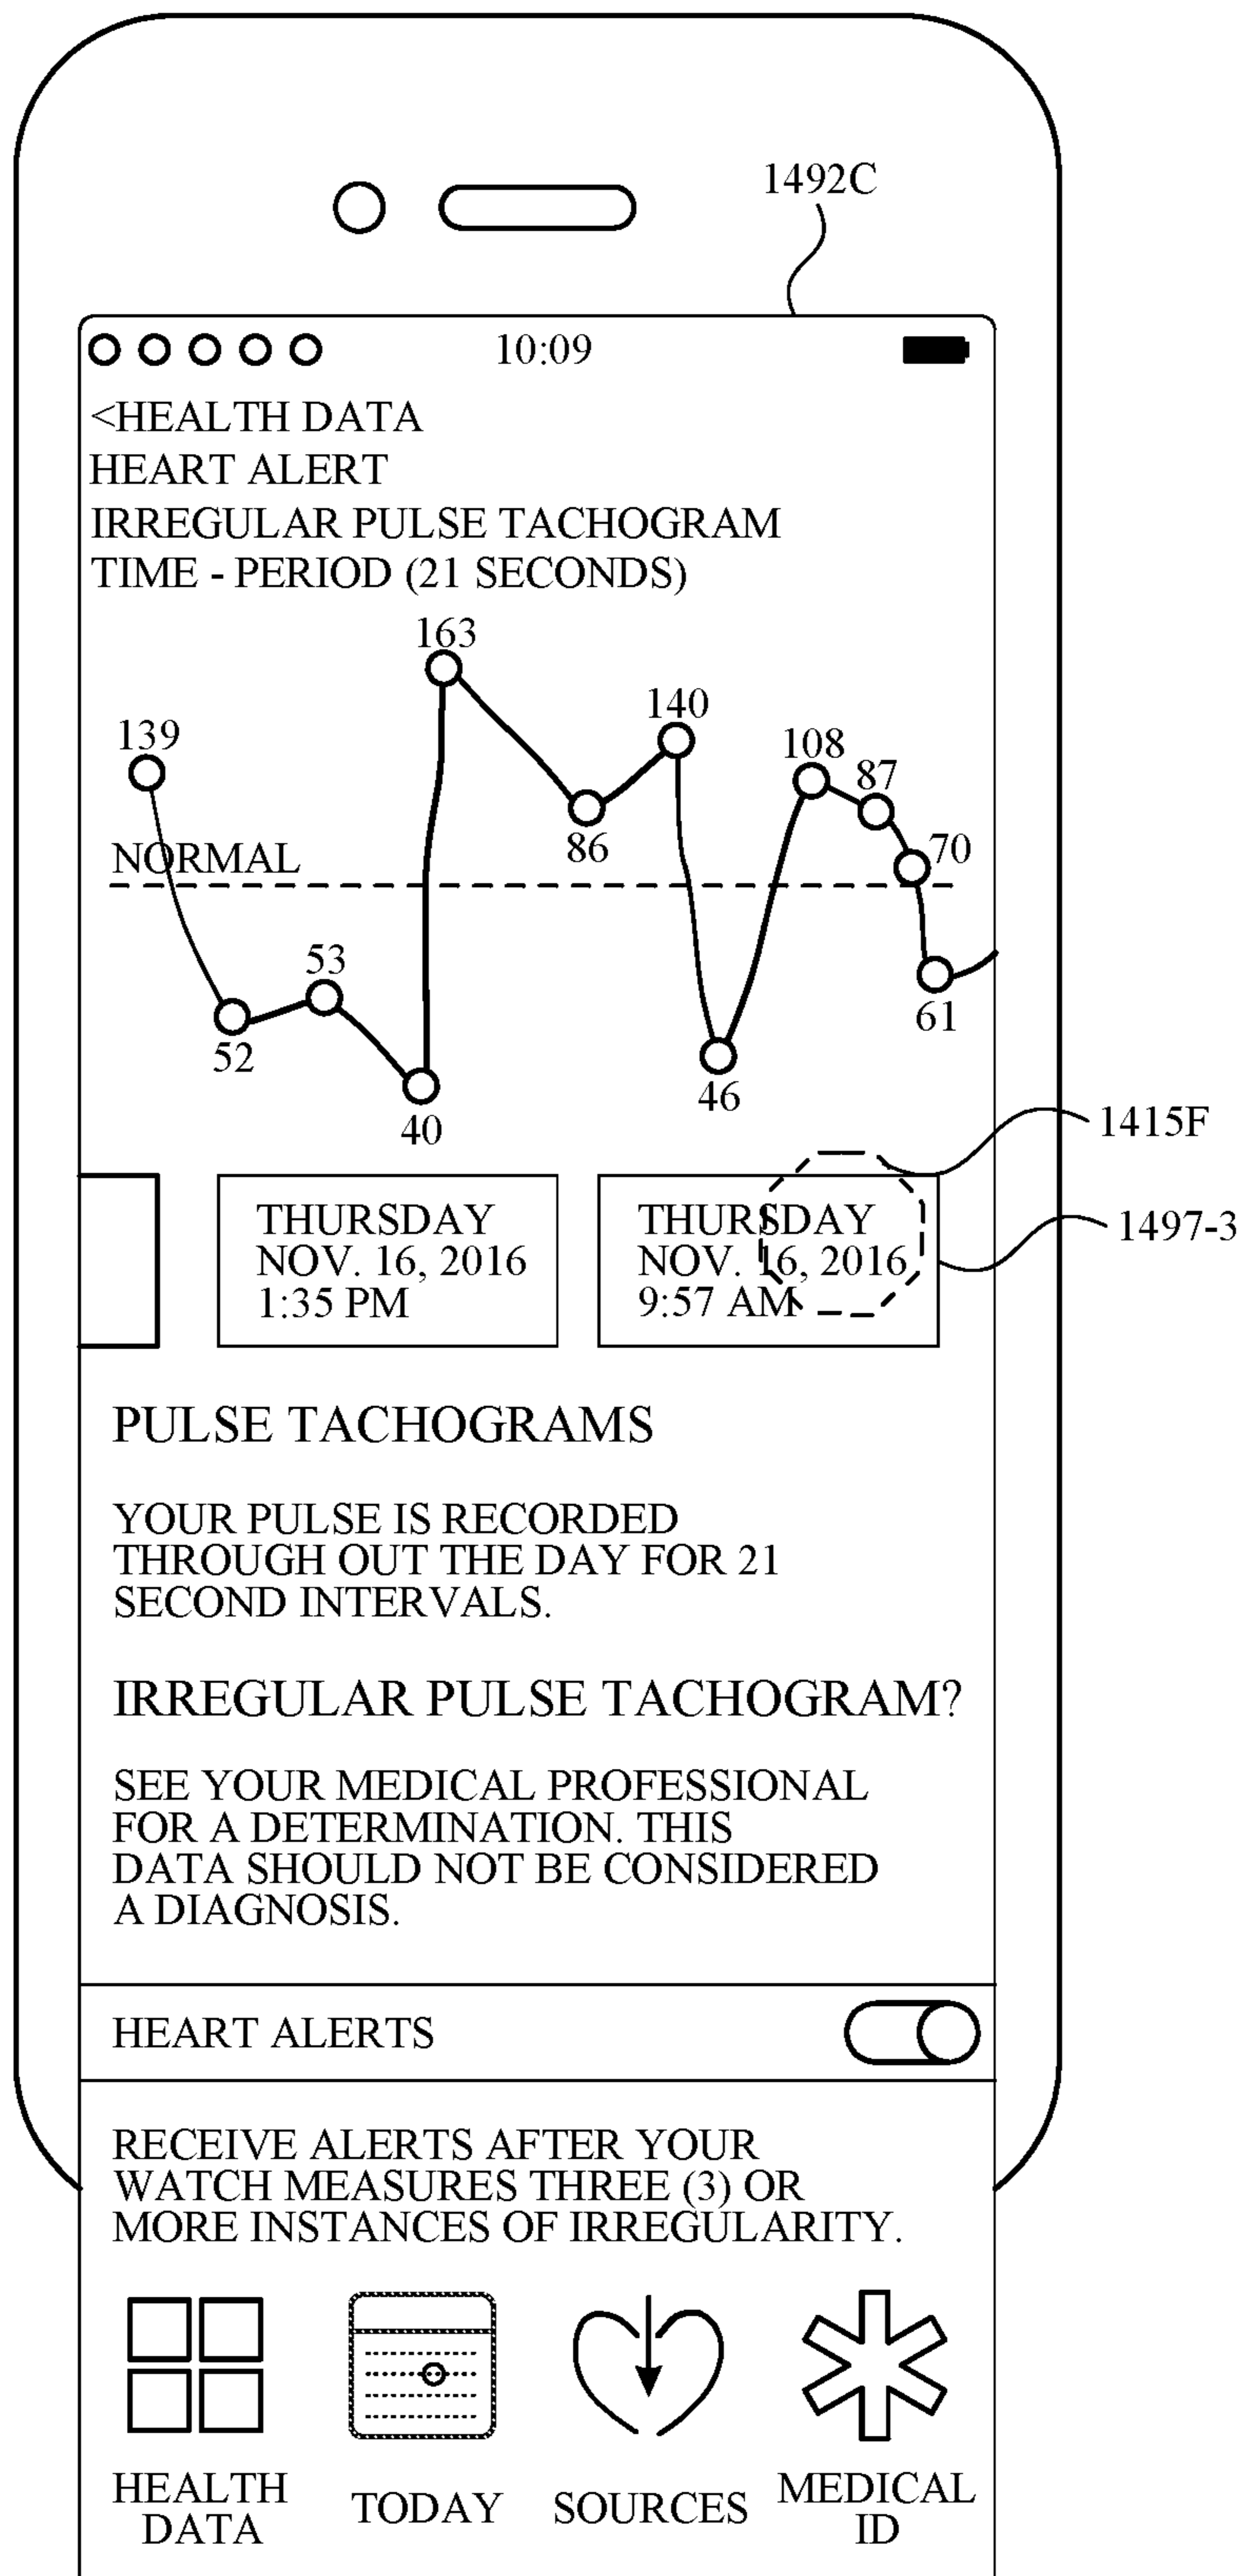 1492C
10:09
<HEALTH DATA
HEART ALERT
IRREGULAR PULSE TACHOGRAM
TIME - PERIOD (21 SECONDS)
163
140
139
108
87
86
70
NORMAL
53
61
52
46
40
1415F
1497-3
THURSDAY
NOV. 16, 2016
1:35 PM
THURSDAY
NOV. 16, 2016
9:57 AM
PULSE TACHOGRAMS
YOUR PULSE IS RECORDED
THROUGH OUT THE DAY FOR 21
SECOND INTERVALS.
IRREGULAR PULSE TACHOGRAM?
SEE YOUR MEDICAL PROFESSIONAL
FOR A DETERMINATION. THIS
DATA SHOULD NOT BE CONSIDERED
A DIAGNOSIS.
HEART ALERTS
RECEIVE ALERTS AFTER YOUR
WATCH MEASURES THREE (3) OR
MORE INSTANCES OF IRREGULARITY.
HEALTH
DATA
TODAY
SOURCES
MEDICAL
ID